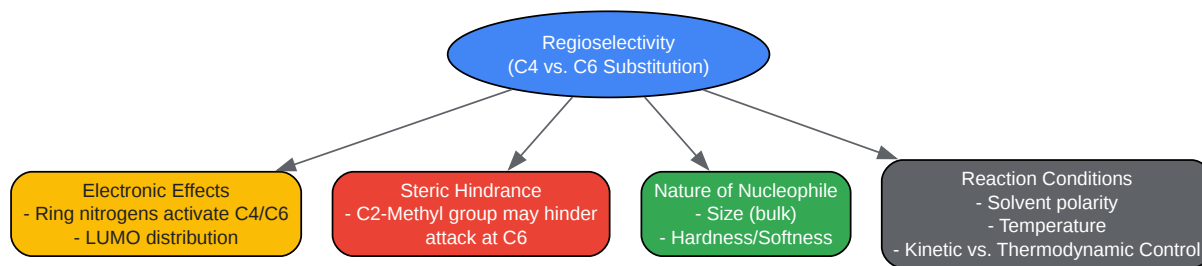 Regioselectivity
(C4 vs. C6 Substitution)
Electronic Effects
- Ring nitrogens activate C4/C6
- LUMO distribution
Steric Hindrance
- C2-Methyl group may hinder
attack at C6
Nature of Nucleophile
- Size (bulk)
- Hardness/Softness
Reaction Conditions
- Solvent polarity
- Temperature
- Kinetic vs. Thermodynamic Control